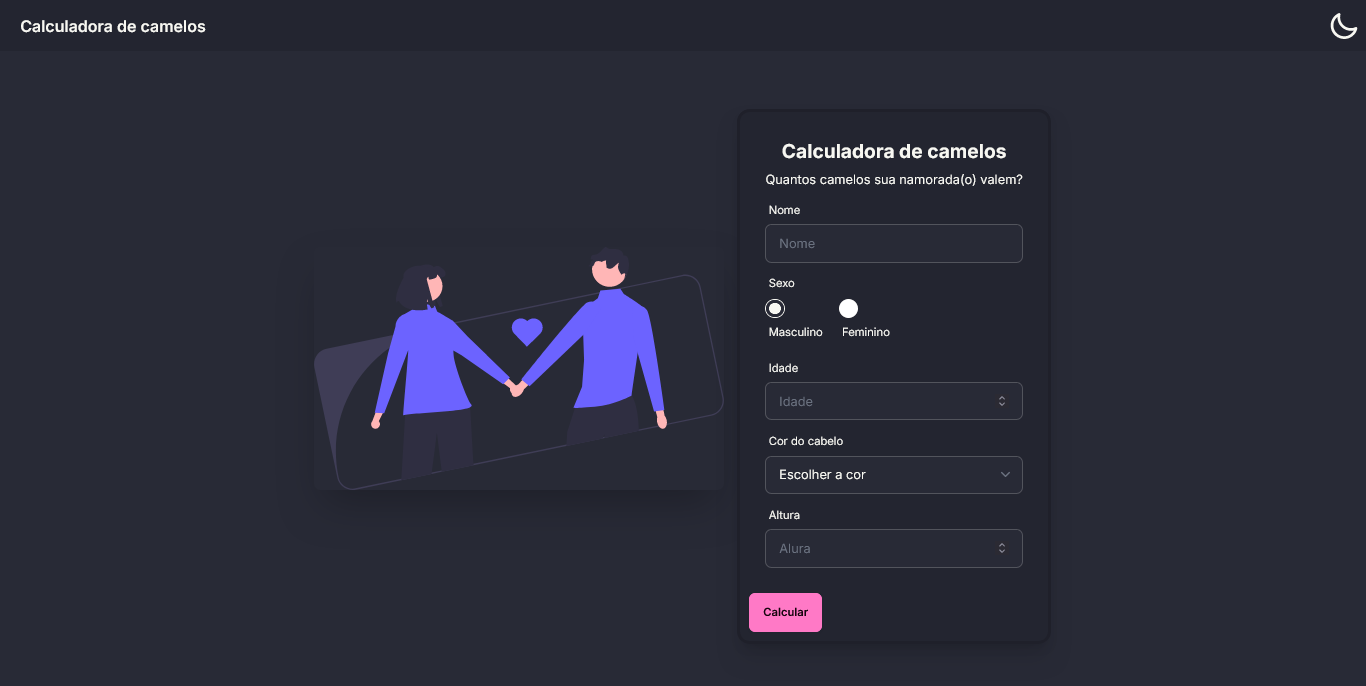 Calculadora de camelos
Calculadora de camelos
Quantos camelos sua namorada(o) valem?
Nome
Nome
Sexo
Masculino Feminino
Idade
Idade
Cor do cabelo
Escolher a cor
Altura
Alura
Calcular